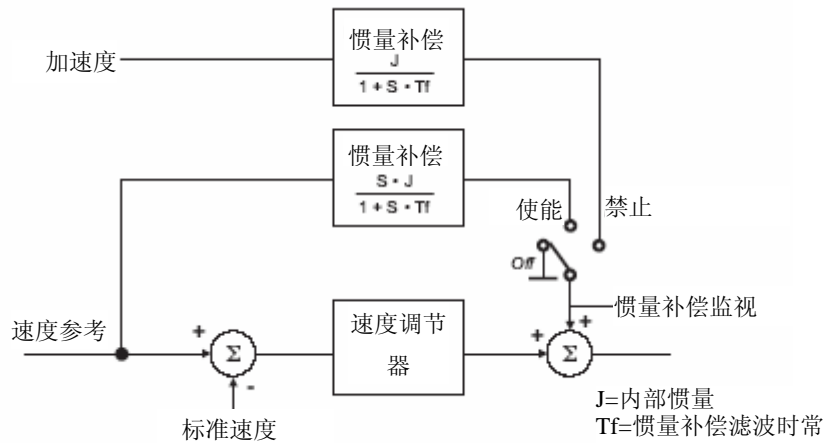 惯量补偿
加速度
J
1 + S • Tf
惯量补偿
S • J
1 + S • Tf
使能
禁止
Off
惯量补偿监视
速度参考
+
Σ
-
速度调节
器
+
+
Σ
标准速度
J=内部惯量
Tf=惯量补偿滤波时常